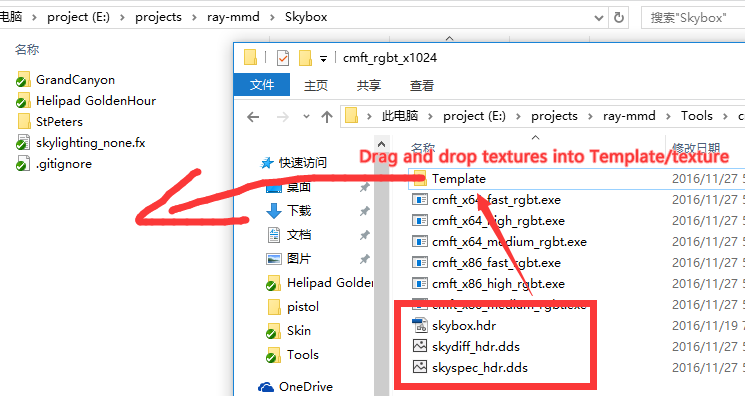 电脑 > project (E:) > projects > ray-mmd > Skybox
搜索"Skybox"
名称
GrandCanyon
Helipad GoldenHour
StPeters
skylighting_none.fx
.gitignore
cmft_rgbt_x1024
文件 主页 共享 查看
此电脑 > project (E:) > projects > ray-mmd > Tools >
名称 修改日期
Drag and drop textures into Template/texture
快速访问
桌面
下载
文档
图片
Helipad Golden
pistol
Skin
Tools
OneDrive
Template 2016/11/27
cmft_x64_fast_rgbt.exe 2016/11/27
cmft_x64_high_rgbt.exe 2016/11/27
cmft_x64_medium_rgbt.exe 2016/11/27
cmft_x86_fast_rgbt.exe 2016/11/27
cmft_x86_high_rgbt.exe 2016/11/27
cmft_x86_medium_rgbt.exe 2016/11/27
skybox.hdr 2016/11/19
skydiff_hdr.dds 2016/11/27
skyspec_hdr.dds 2016/11/27